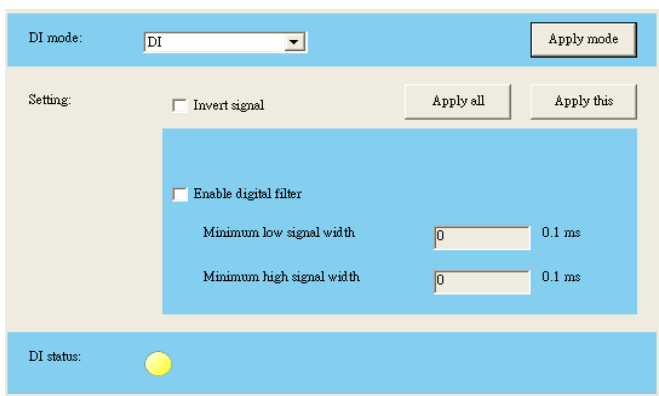 DI mode: DI Apply mode
Setting: Invert signal Apply all Apply this
Enable digital filter
Minimum low signal width 0 0.1 ms
Minimum high signal width 0 0.1 ms
DI status: